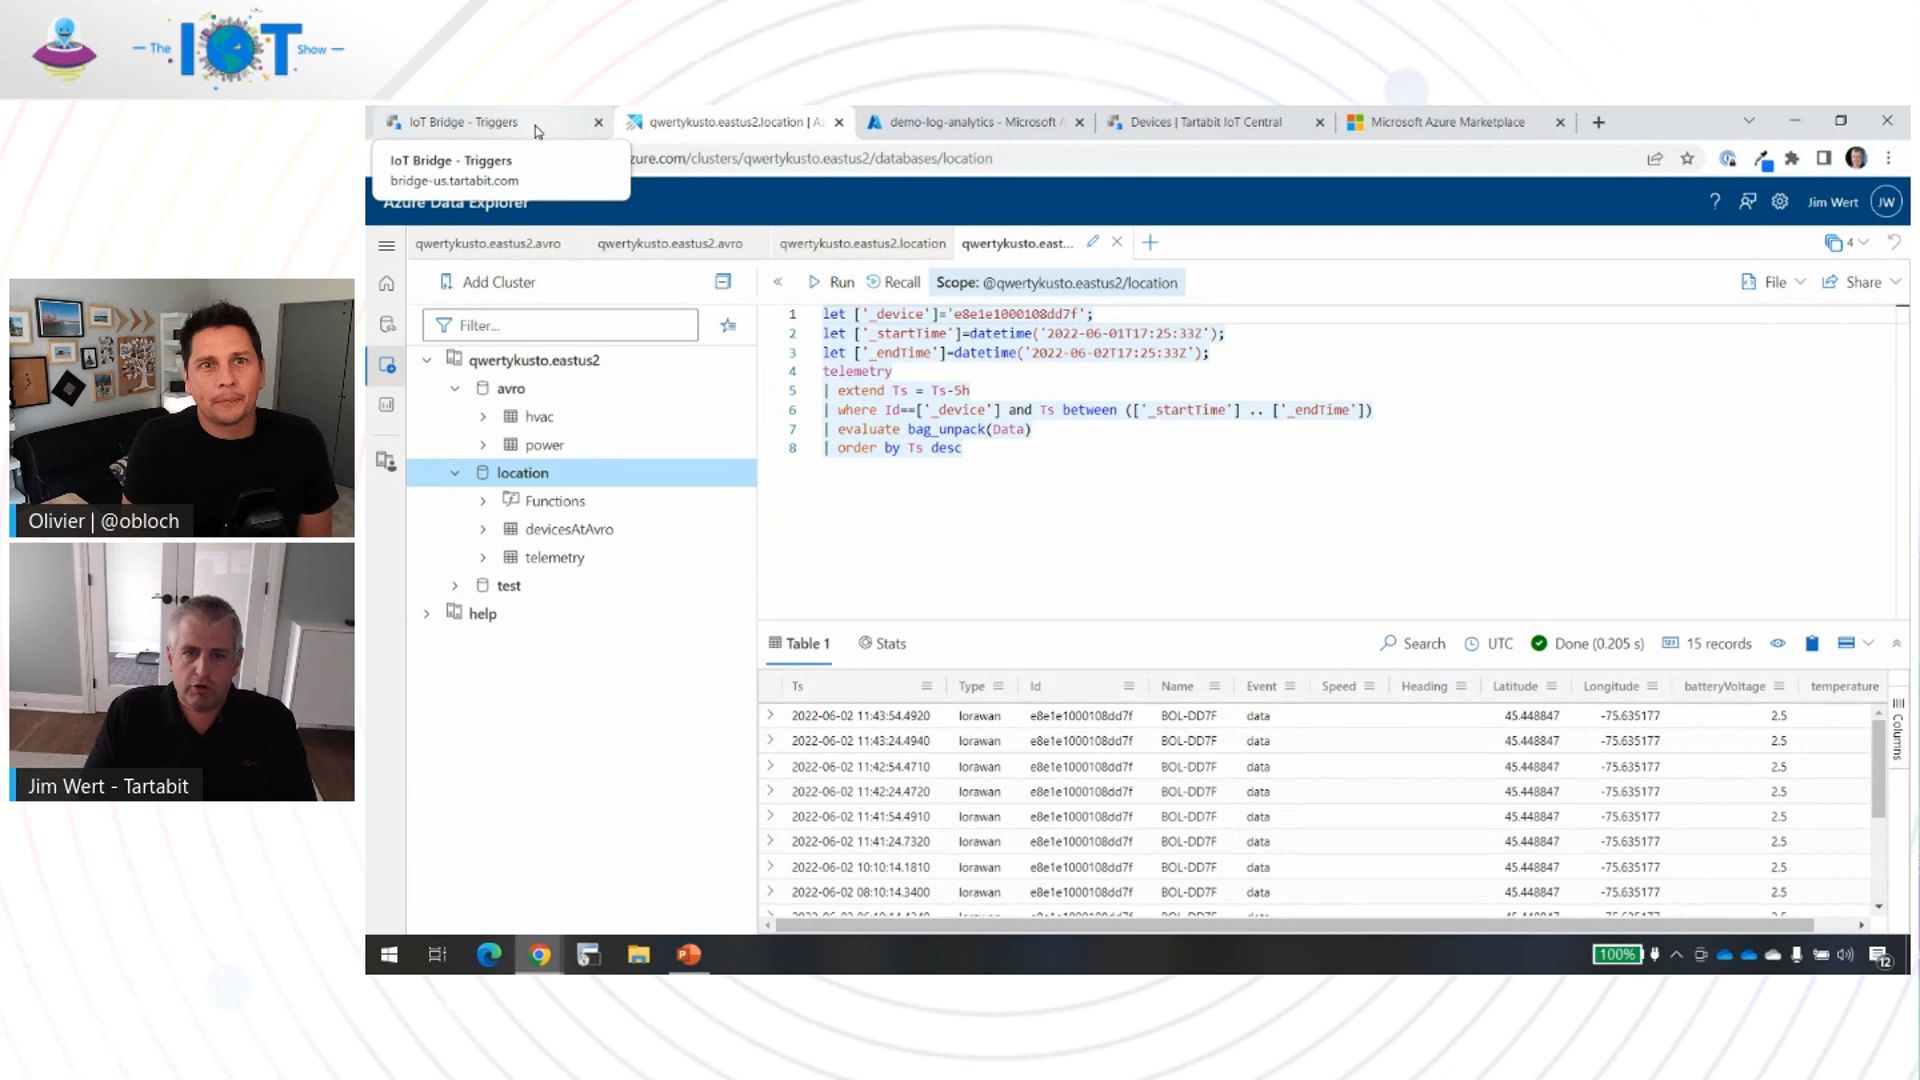 The IOT Show
IoT Bridge - Triggers
qwertykusto.eastus2.location | Az
demo-log-analytics - Microsoft A
Devices | Tartabit IoT Central
Microsoft Azure Marketplace
IoT Bridge - Triggers
bridge-us.tartabit.com
zure.com/clusters/qwertykusto.eastus2/databases/location
Azure Data Explorer
Jim Wert
JW
qwertykusto.eastus2.avro
qwertykusto.eastus2.avro
qwertykusto.eastus2.location
qwertykusto.east...
4
Add Cluster
Run
Recall
Scope: @qwertykusto.eastus2/location
File
Share
Filter...
qwertykusto.eastus2
avro
hvac
power
location
Functions
devicesAtAvro
telemetry
test
help
1 let ['_device']='e8e1e1000108dd7f';
2 let ['_startTime']=datetime('2022-06-01T17:25:33Z');
3 let ['_endTime']=datetime('2022-06-02T17:25:33Z');
4 telemetry
5 | extend Ts = Ts-5h
6 | where Id==['_device'] and Ts between (['_startTime'] .. ['_endTime'])
7 | evaluate bag_unpack(Data)
8 | order by Ts desc
Olivier | @obloch
Jim Wert - Tartabit
Table 1
Stats
Search
UTC
Done (0.205 s)
15 records
Ts Type Id Name Event Speed Heading Latitude Longitude batteryVoltage temperature
2022-06-02 11:43:54.4920 lorawan e8e1e1000108dd7f BOL-DD7F data 45.448847 -75.635177 2.5
2022-06-02 11:43:24.4940 lorawan e8e1e1000108dd7f BOL-DD7F data 45.448847 -75.635177 2.5
2022-06-02 11:42:54.4710 lorawan e8e1e1000108dd7f BOL-DD7F data 45.448847 -75.635177 2.5
2022-06-02 11:42:24.4720 lorawan e8e1e1000108dd7f BOL-DD7F data 45.448847 -75.635177 2.5
2022-06-02 11:41:54.4910 lorawan e8e1e1000108dd7f BOL-DD7F data 45.448847 -75.635177 2.5
2022-06-02 11:41:24.7320 lorawan e8e1e1000108dd7f BOL-DD7F data 45.448847 -75.635177 2.5
2022-06-02 10:10:14.1810 lorawan e8e1e1000108dd7f BOL-DD7F data 45.448847 -75.635177 2.5
2022-06-02 08:10:14.3400 lorawan e8e1e1000108dd7f BOL-DD7F data 45.448847 -75.635177 2.5
Columns
100%
12